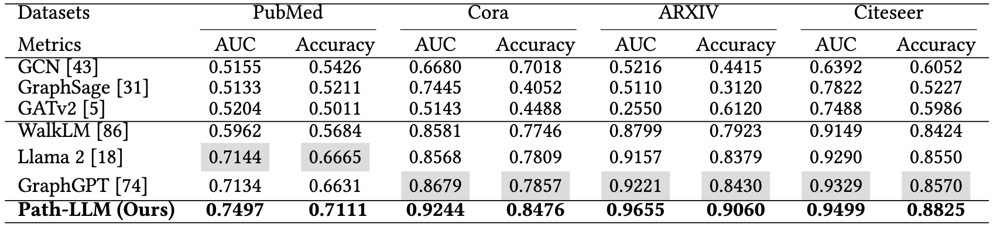 Datasets PubMed Cora ARXIV Citeseer
Metrics AUC Accuracy AUC Accuracy AUC Accuracy AUC Accuracy
GCN [43] 0.5155 0.5426 0.6680 0.7018 0.5216 0.4415 0.6392 0.6052
GraphSage [31] 0.5133 0.5211 0.7445 0.4052 0.5110 0.3120 0.7822 0.5227
GATv2 [5] 0.5204 0.5011 0.5143 0.4488 0.2550 0.6120 0.7488 0.5986
WalkLM [86] 0.5962 0.5684 0.8581 0.7746 0.8799 0.7923 0.9149 0.8424
Llama 2 [18] 0.7144 0.6665 0.8568 0.7809 0.9157 0.8379 0.9290 0.8550
GraphGPT [74] 0.7134 0.6631 0.8679 0.7857 0.9221 0.8430 0.9329 0.8570
Path-LLM (Ours) 0.7497 0.7111 0.9244 0.8476 0.9655 0.9060 0.9499 0.8825